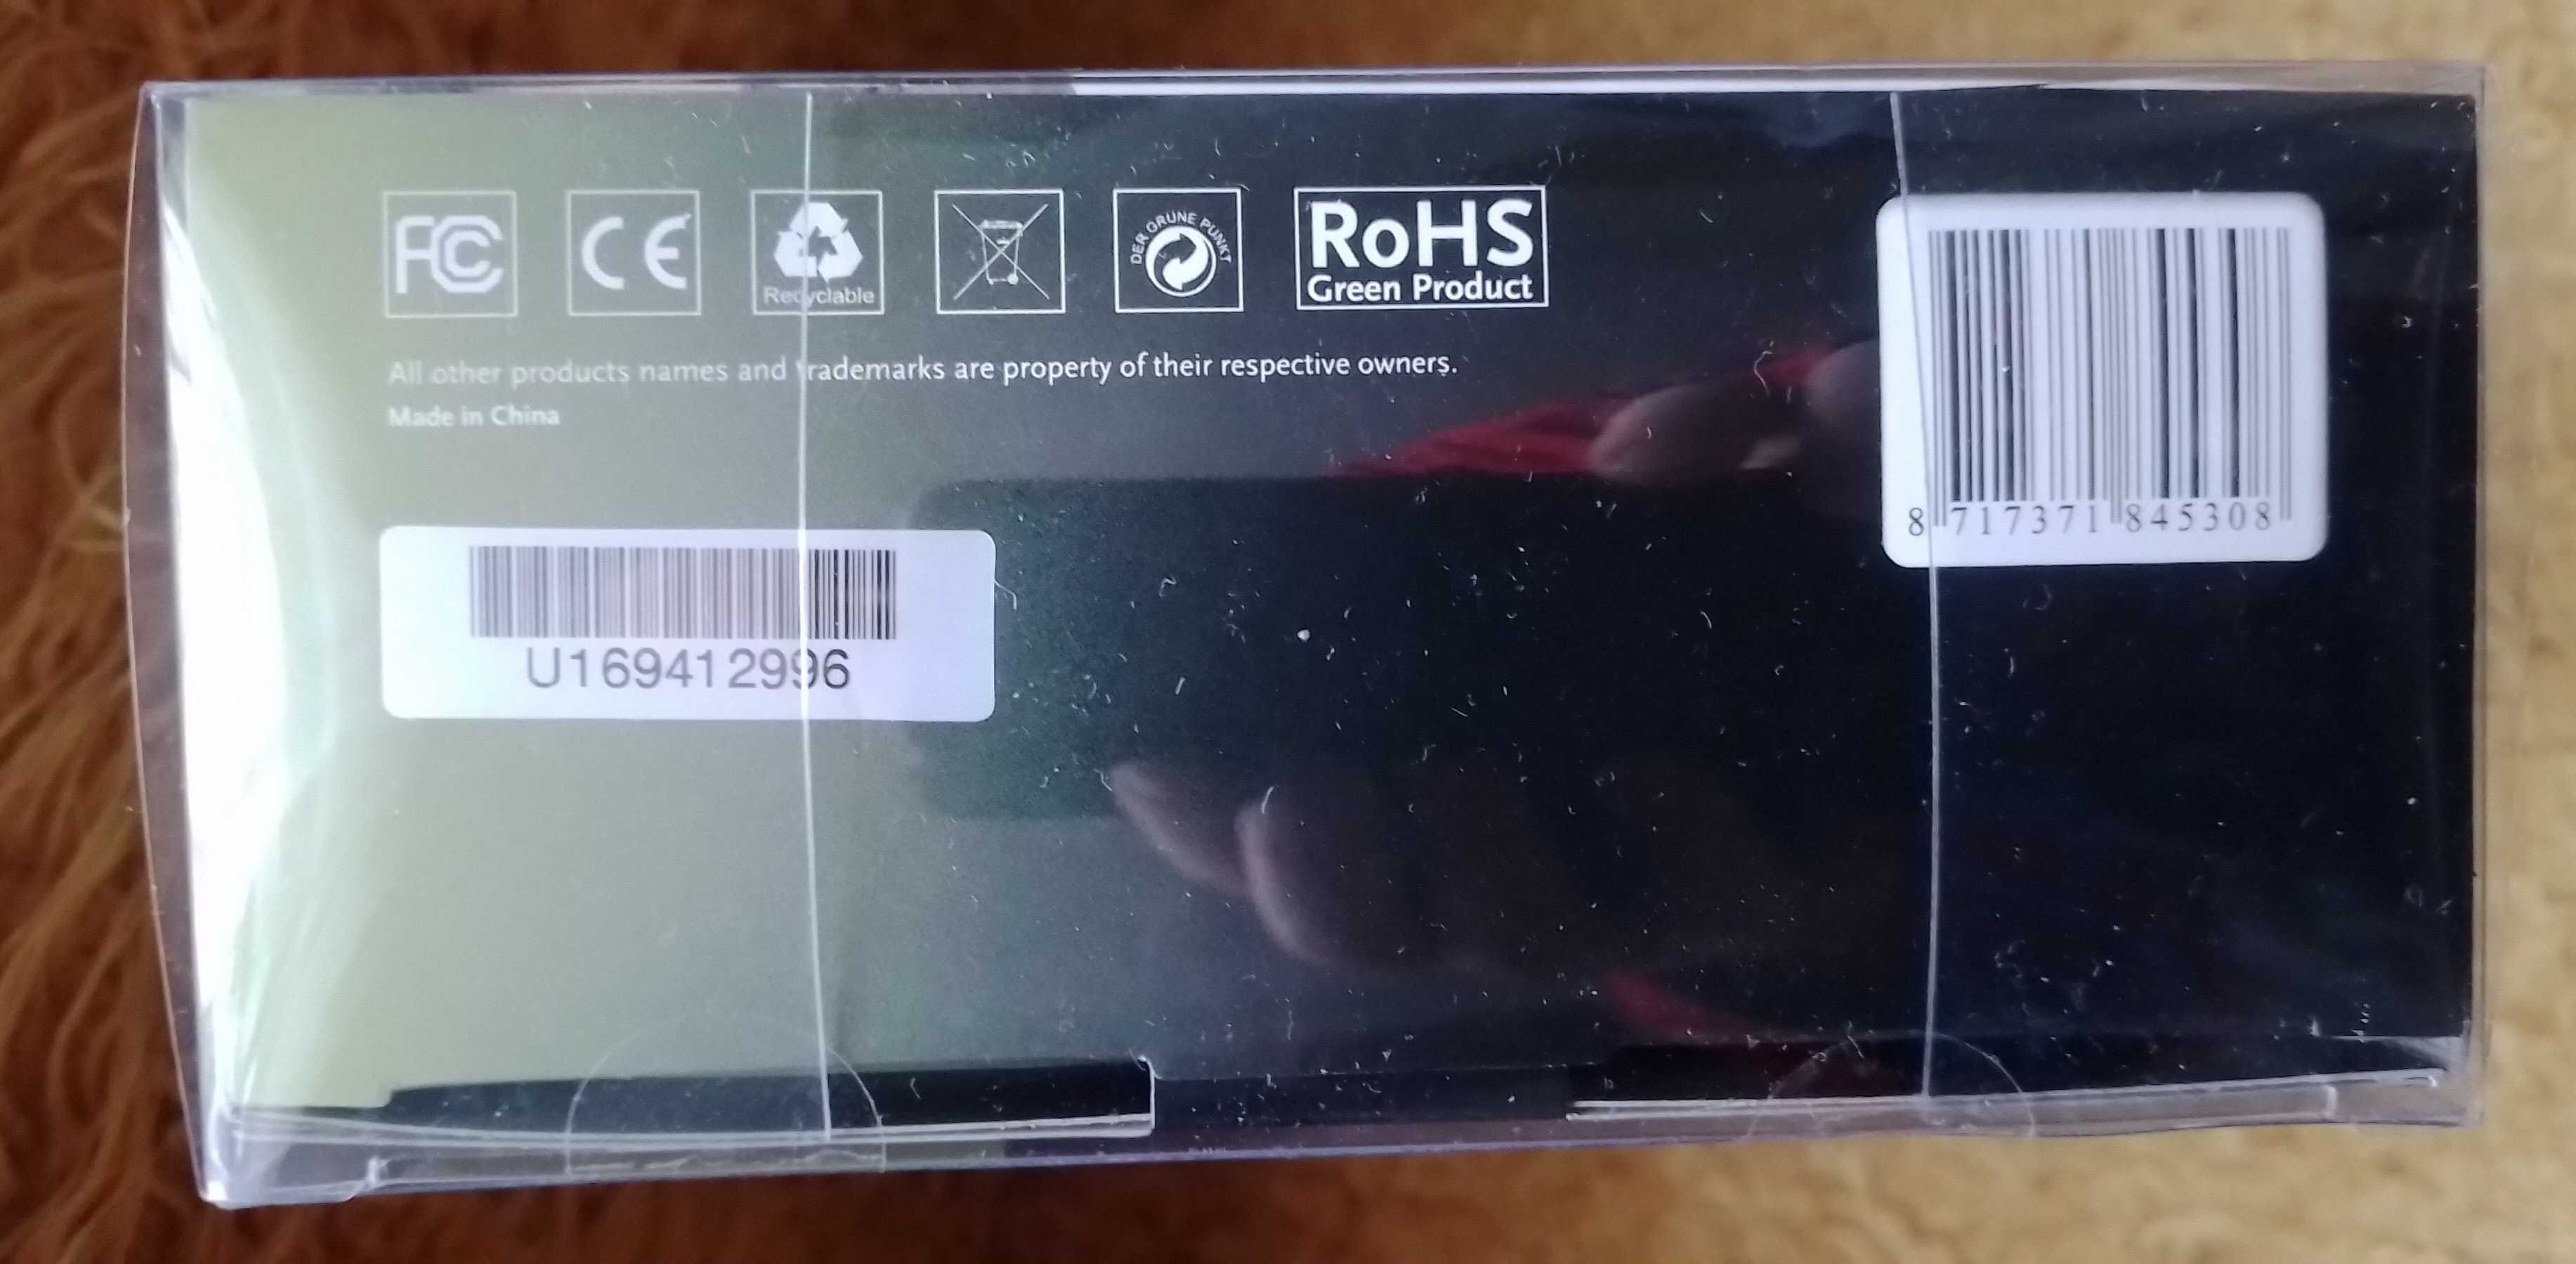 FCC
CE
Recyclable
DER GRÜNE PUNKT
RoHS
Green Product
All other products names and trademarks are property of their respective owners.
Made in China
8 717371 845308
U169412996